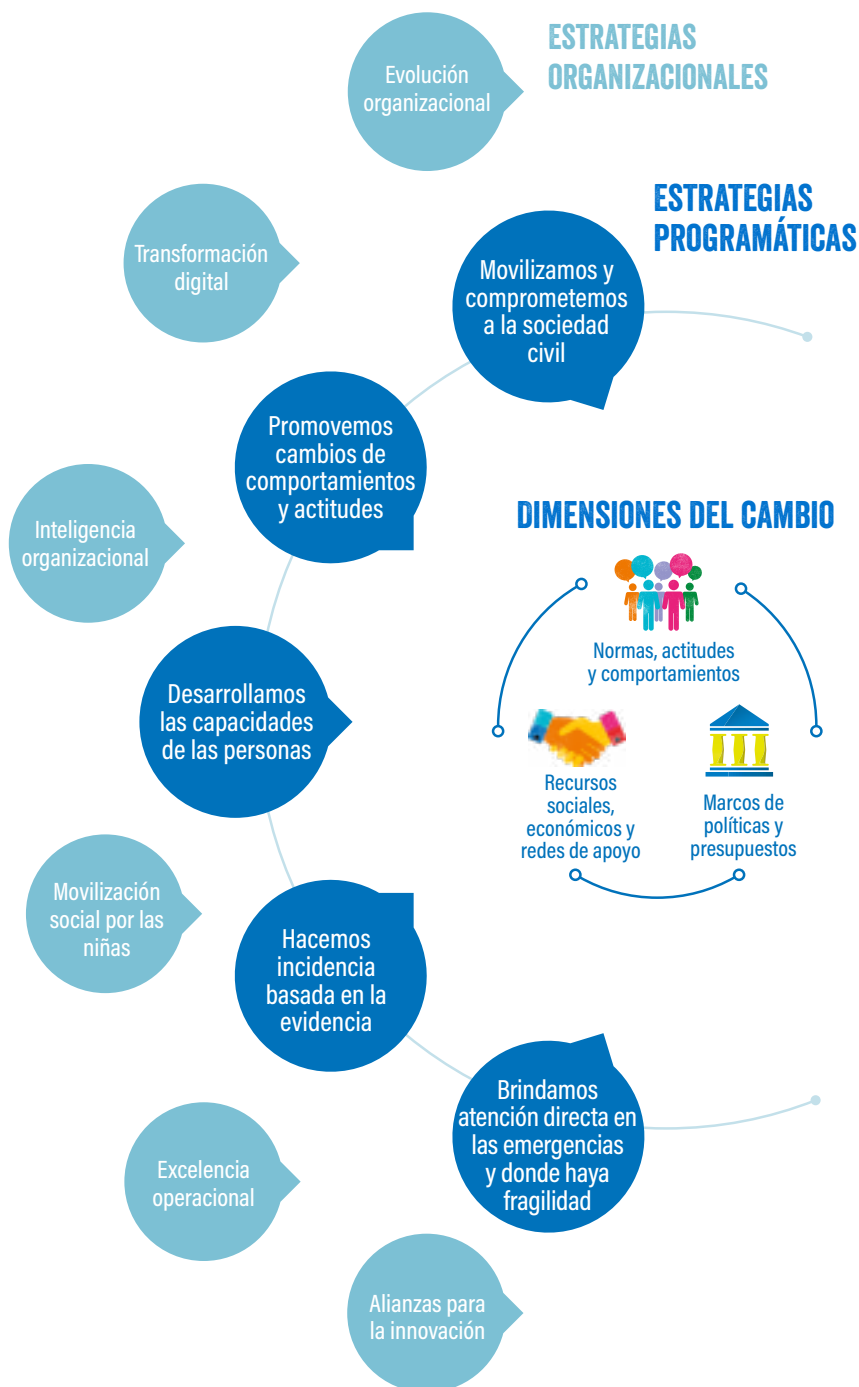 ESTRATEGIAS
ORGANIZACIONALES
Evolución
organizacional
Transformación
digital
Inteligencia
organizacional
Movilización
social por las
niñas
Excelencia
operacional
Alianzas para
la innovación
ESTRATEGIAS
PROGRAMÁTICAS
Movilizamos y
comprometemos
a la sociedad
civil
Promovemos
cambios de
comportamientos
y actitudes
Desarrollamos
las capacidades
de las personas
Hacemos
incidencia
basada en la
evidencia
Brindamos
atención directa en
las emergencias
y donde haya
fragilidad
DIMENSIONES DEL CAMBIO
Normas, actitudes
y comportamientos
Recursos
sociales,
económicos y
redes de apoyo
Marcos de
políticas y
presupuestos